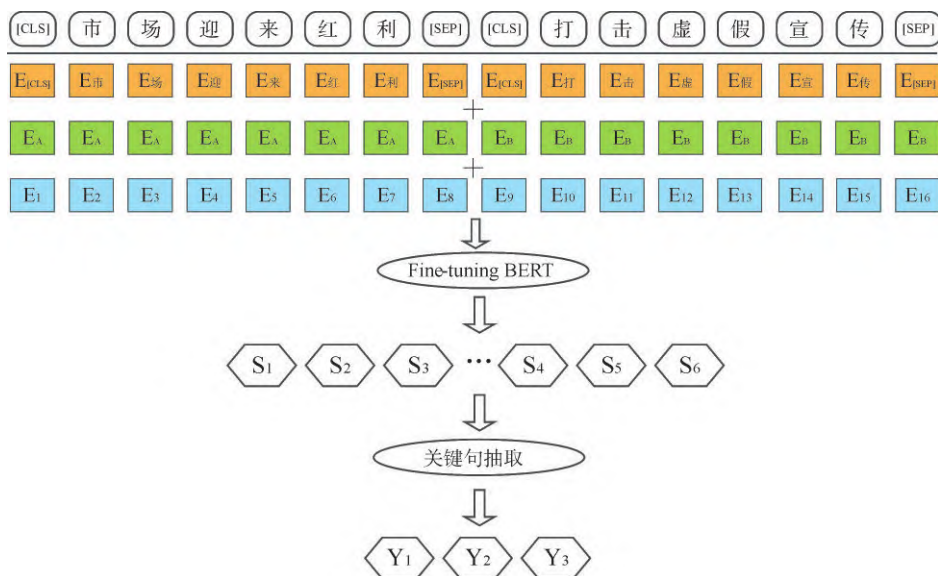 [CLS] 市 场 迎 来 红 利 [SEP] [CLS] 打 击 虚 假 宣 传 [SEP]
E[CLS] E市 E场 E迎 E来 E红 E利 E[SEP] E[CLS] E打 E击 E虚 E假 E宣 E传 E[SEP]
+
EA EA EA EA EA EA EA EA EB EB EB EB EB EB EB EB
+
E1 E2 E3 E4 E5 E6 E7 E8 E9 E10 E11 E12 E13 E14 E15 E16
Fine-tuning BERT
S1 S2 S3 ··· S4 S5 S6
关键句抽取
Y1 Y2 Y3